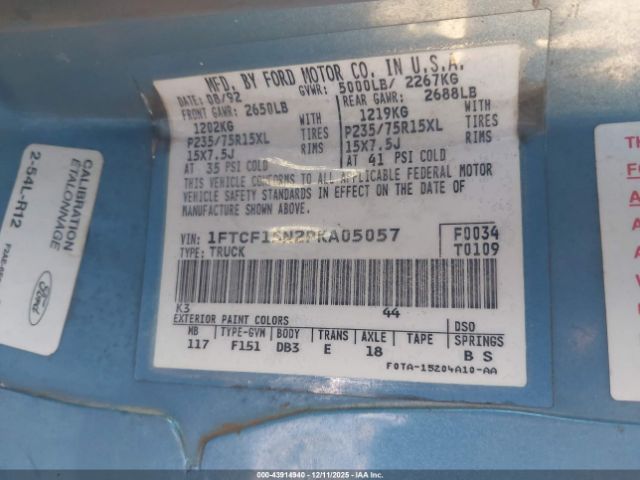 MFD. BY FORD MOTOR CO. IN U.S.A.
DATE: 08/92 GVWR: 5000LB/ 2267KG
FRONT GAWR: 2650LB REAR GAWR: 2688LB
1202KG WITH 1219KG WITH
P235/75R15XL TIRES P235/75R15XL TIRES
15X7.5J RIMS 15X7.5J RIMS
AT 35 PSI COLD AT 41 PSI COLD
THIS VEHICLE CONFORMS TO ALL APPLICABLE FEDERAL MOTOR
VEHICLE SAFETY STANDARDS IN EFFECT ON THE DATE OF
MANUFACTURE SHOWN ABOVE.
VIN: F0034
TYPE: TRUCK T0109
K3 44
EXTERIOR PAINT COLORS DSO
WB TYPE-GVM BODY TRANS AXLE TAPE SPRINGS
117 F151 DB3 E 18 B S
F0TA-15204A10-AA
CALIBRATION
ETALONNAGE
2-54L-R12
Ford
000-43914940 12/11/2025